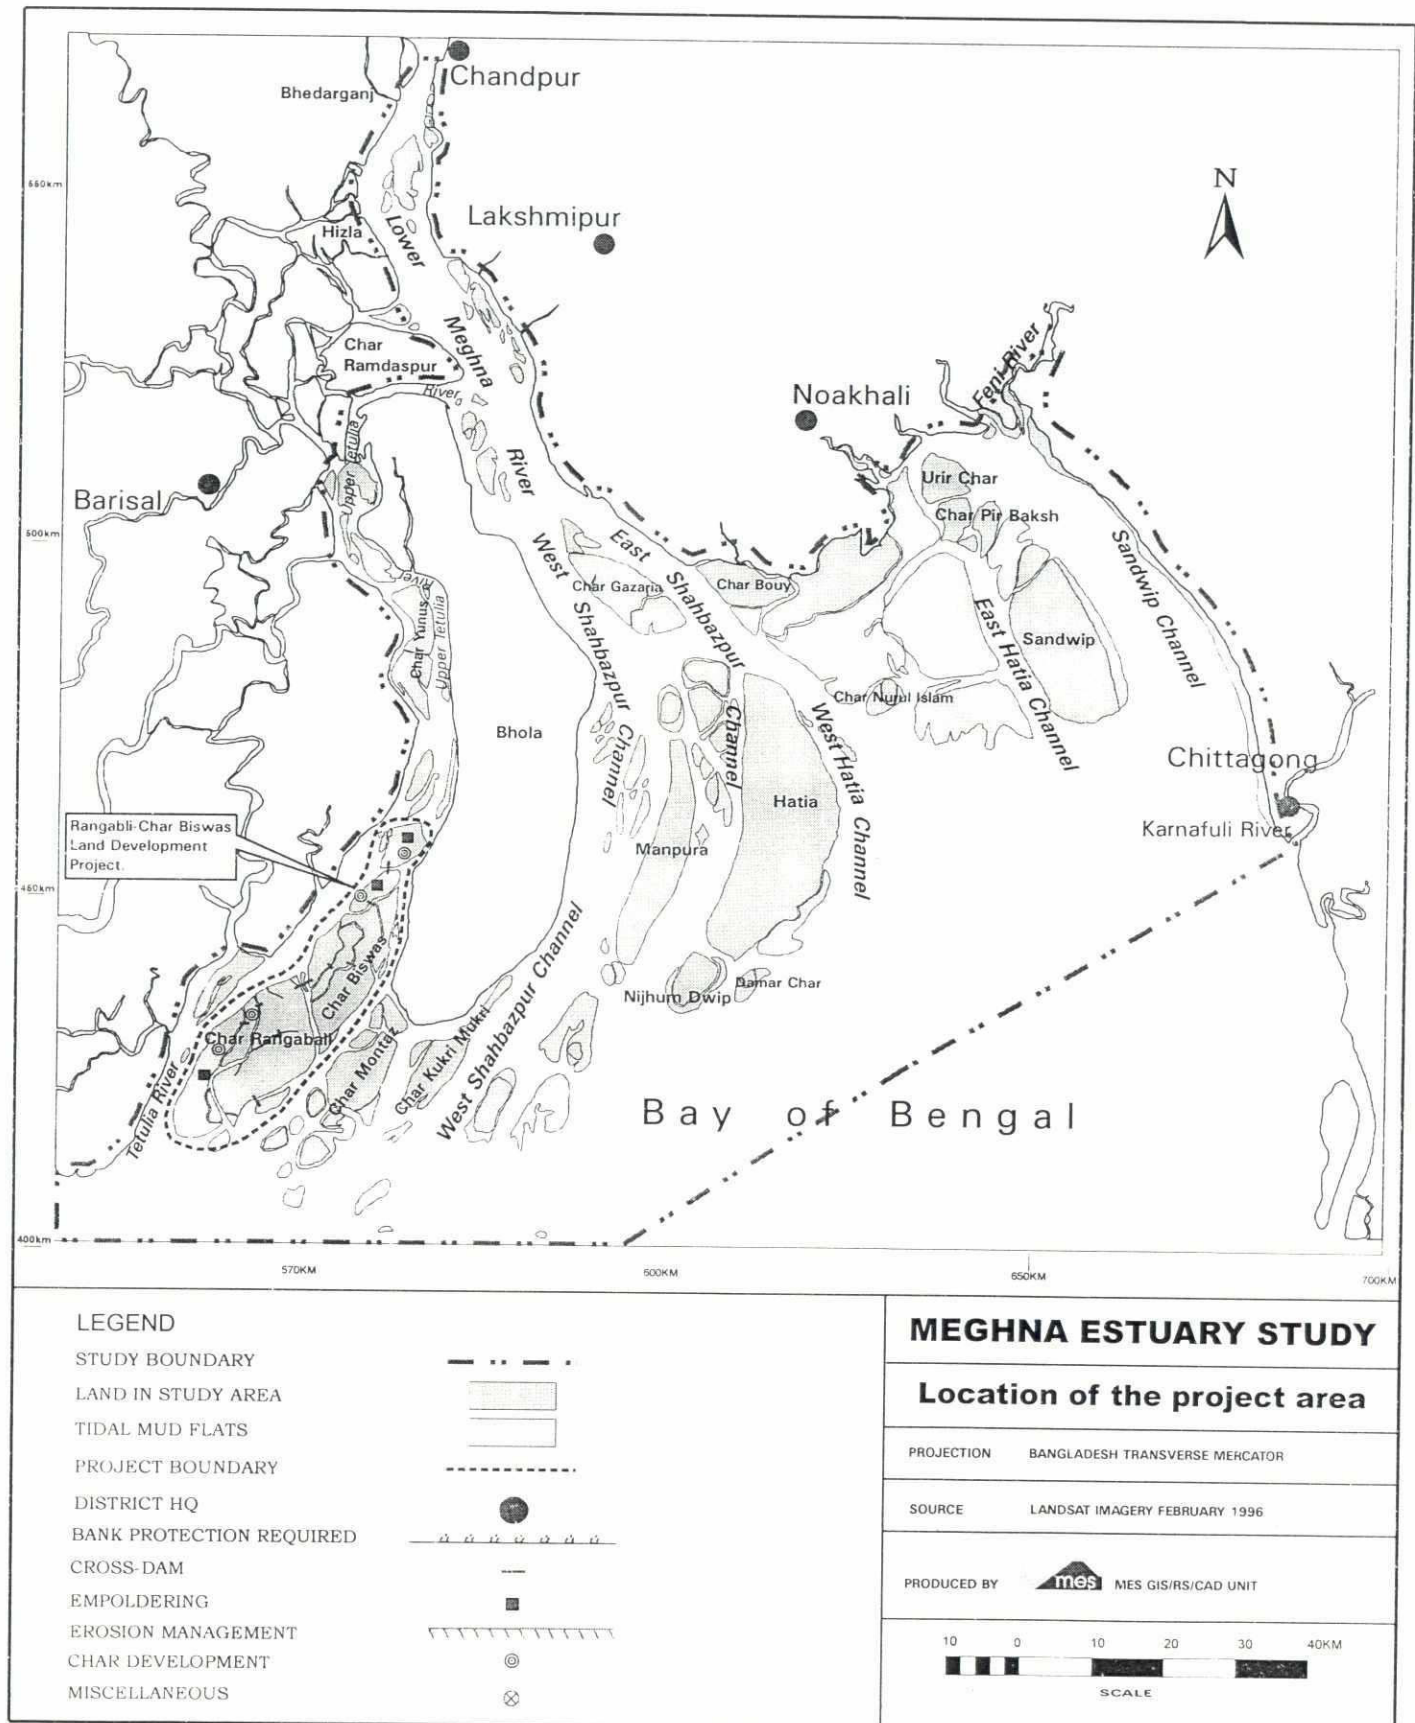 Chandpur
Bhedarganj
550km
N
Lakshmipur
Hizla
Lower
Meghna
River
Char
Ramdaspur
River
Feni River
Noakhali
Upper Tetulia
Barisal
Urir Char
Char Pir Baksh
500km
West Shahbazpur Channel
East Shahbazpur Channel
Char Gazaria
Char Bouy
Sandwip Channel
River
Char Yunus
Upper Tetulia
East Hatia Channel
Sandwip
Char Nurul Islam
Bhola
West Hatia Channel
Chittagong
Hatia
Karnafuli River
Rangabli-Char Biswas
Land Development
Project.
Manpura
450km
Char Biswas
West Shahbazpur Channel
Nijhum Dwip
Damar Char
Char Rangabali
Char Montaz
Char Kukri Mukri
Tetulia River
Bay of Bengal
400km
570KM
600KM
650KM
700KM
LEGEND
STUDY BOUNDARY
LAND IN STUDY AREA
TIDAL MUD FLATS
PROJECT BOUNDARY
DISTRICT HQ
BANK PROTECTION REQUIRED
CROSS-DAM
EMPOLDERING
EROSION MANAGEMENT
CHAR DEVELOPMENT
MISCELLANEOUS
MEGHNA ESTUARY STUDY
Location of the project area
PROJECTION BANGLADESH TRANSVERSE MERCATOR
SOURCE LANDSAT IMAGERY FEBRUARY 1996
PRODUCED BY mes MES GIS/RS/CAD UNIT
10 0 10 20 30 40KM
SCALE